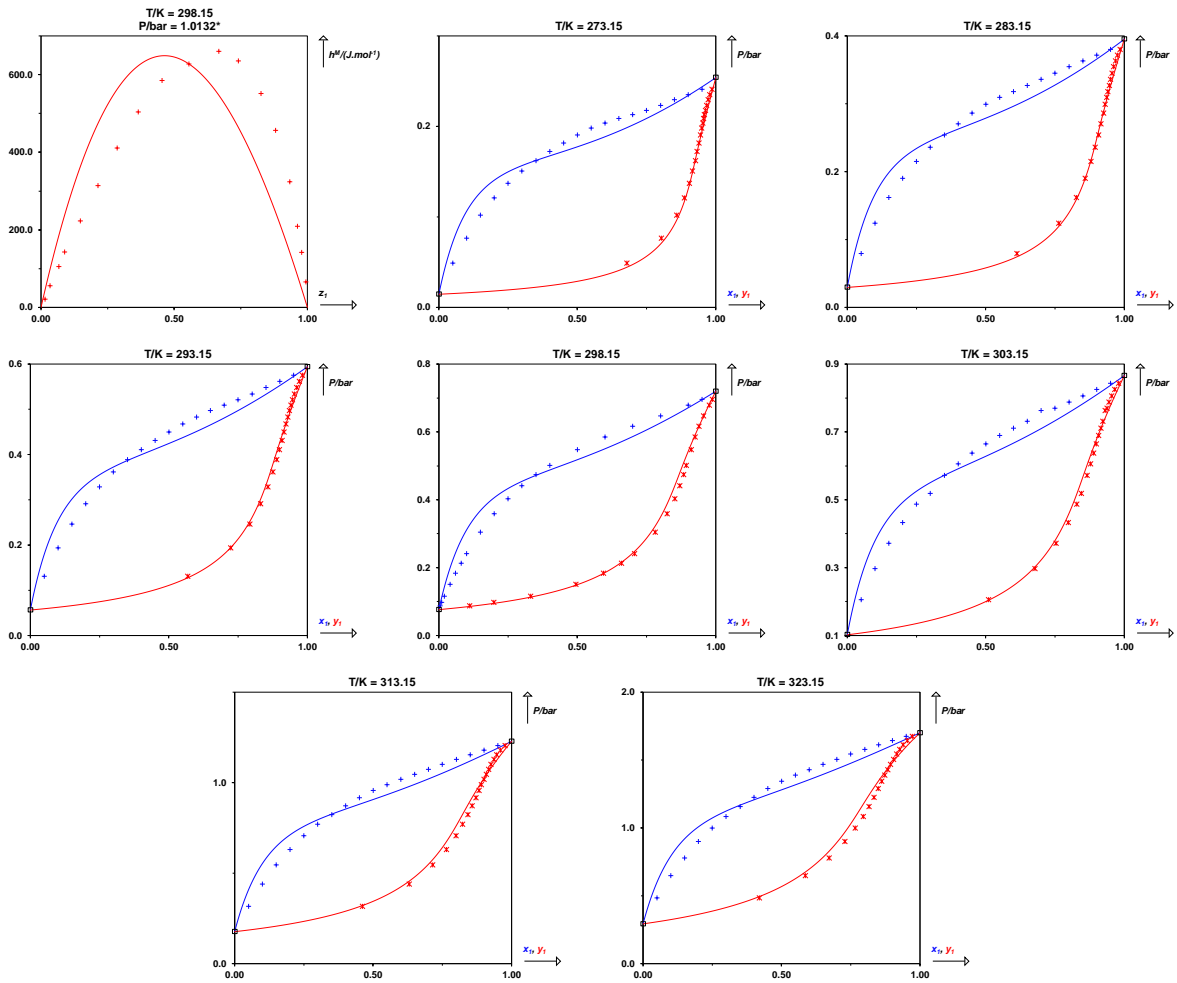 T/K = 298.15
P/bar = 1.0132*
600.0
400.0
200.0
0.0
0.00
0.50
1.00
hᴹ/(J.mol⁻¹)
z₁
T/K = 273.15
0.2
0.0
0.00
0.50
1.00
P/bar
x₁, y₁
T/K = 283.15
0.4
0.2
0.0
0.00
0.50
1.00
P/bar
x₁, y₁
T/K = 293.15
0.6
0.4
0.2
0.0
0.00
0.50
1.00
P/bar
x₁, y₁
T/K = 298.15
0.8
0.6
0.4
0.2
0.0
0.00
0.50
1.00
P/bar
x₁, y₁
T/K = 303.15
0.9
0.7
0.5
0.3
0.1
0.00
0.50
1.00
P/bar
x₁, y₁
T/K = 313.15
1.0
0.0
0.00
0.50
1.00
P/bar
x₁, y₁
T/K = 323.15
2.0
1.0
0.0
0.00
0.50
1.00
P/bar
x₁, y₁